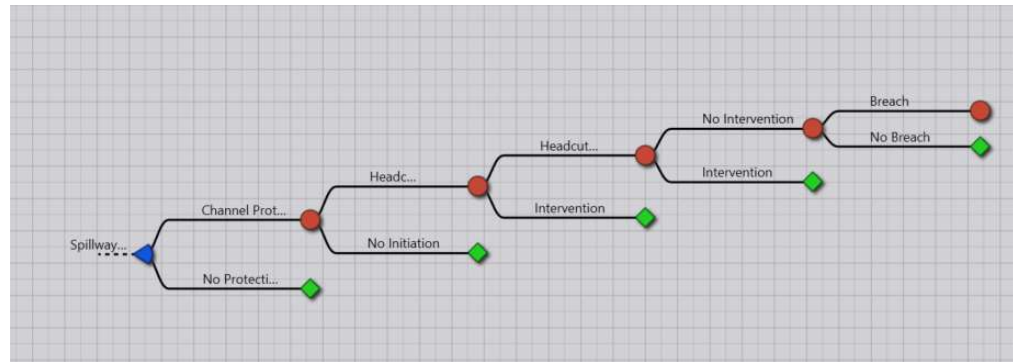 Breach
No Intervention
No Breach
Headcut...
Headc...
Intervention
Channel Prot...
Intervention
Spillway...
No Initiation
No Protecti...